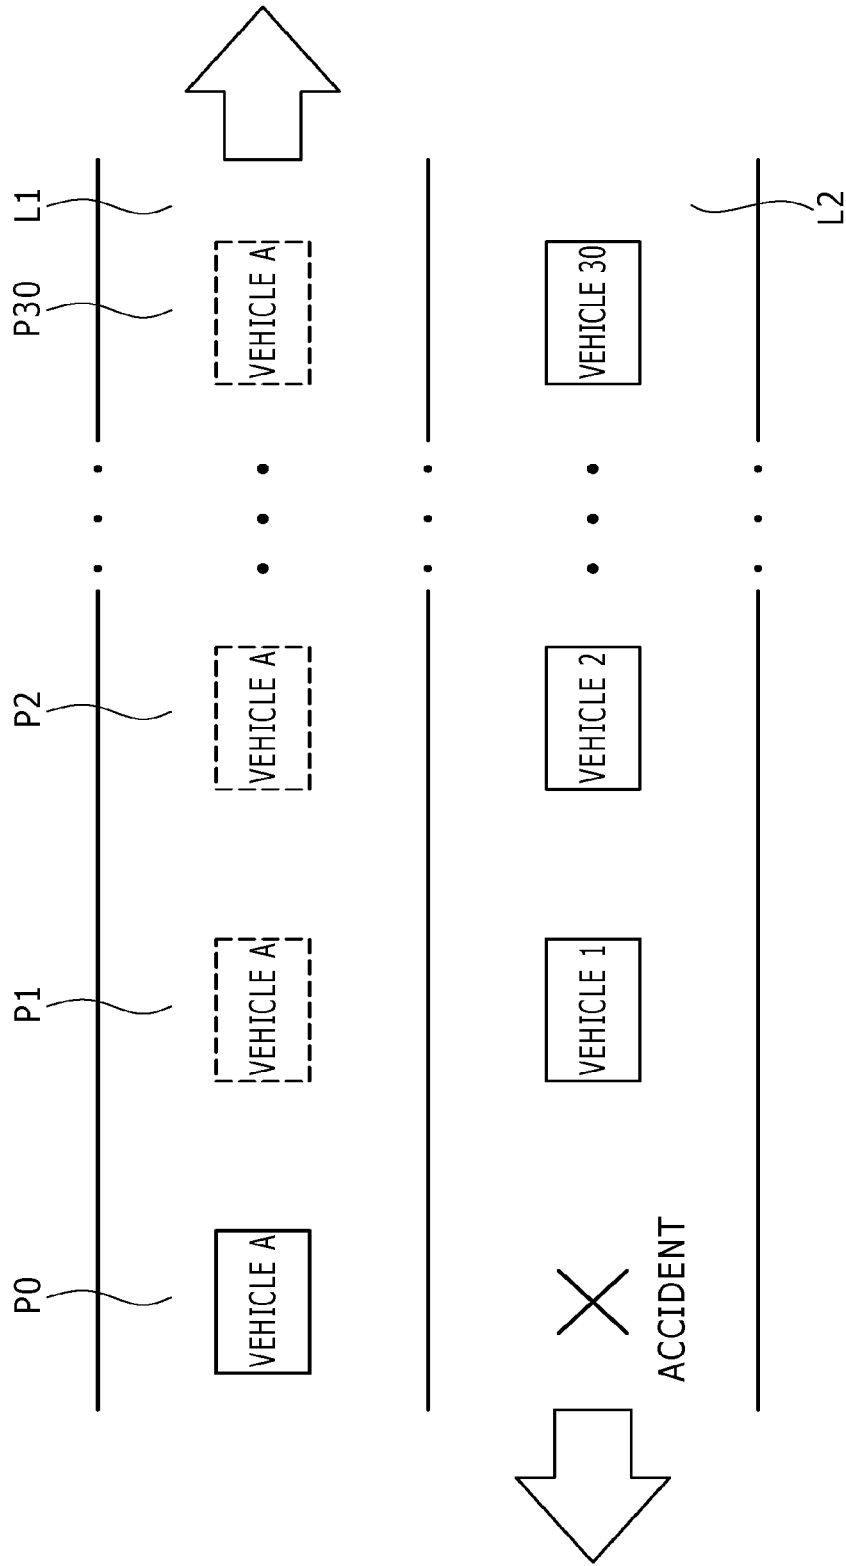 P0
P1
P2
P30
L1
VEHICLE A
VEHICLE A
VEHICLE A
VEHICLE A
VEHICLE 1
VEHICLE 2
VEHICLE 30
ACCIDENT
L2